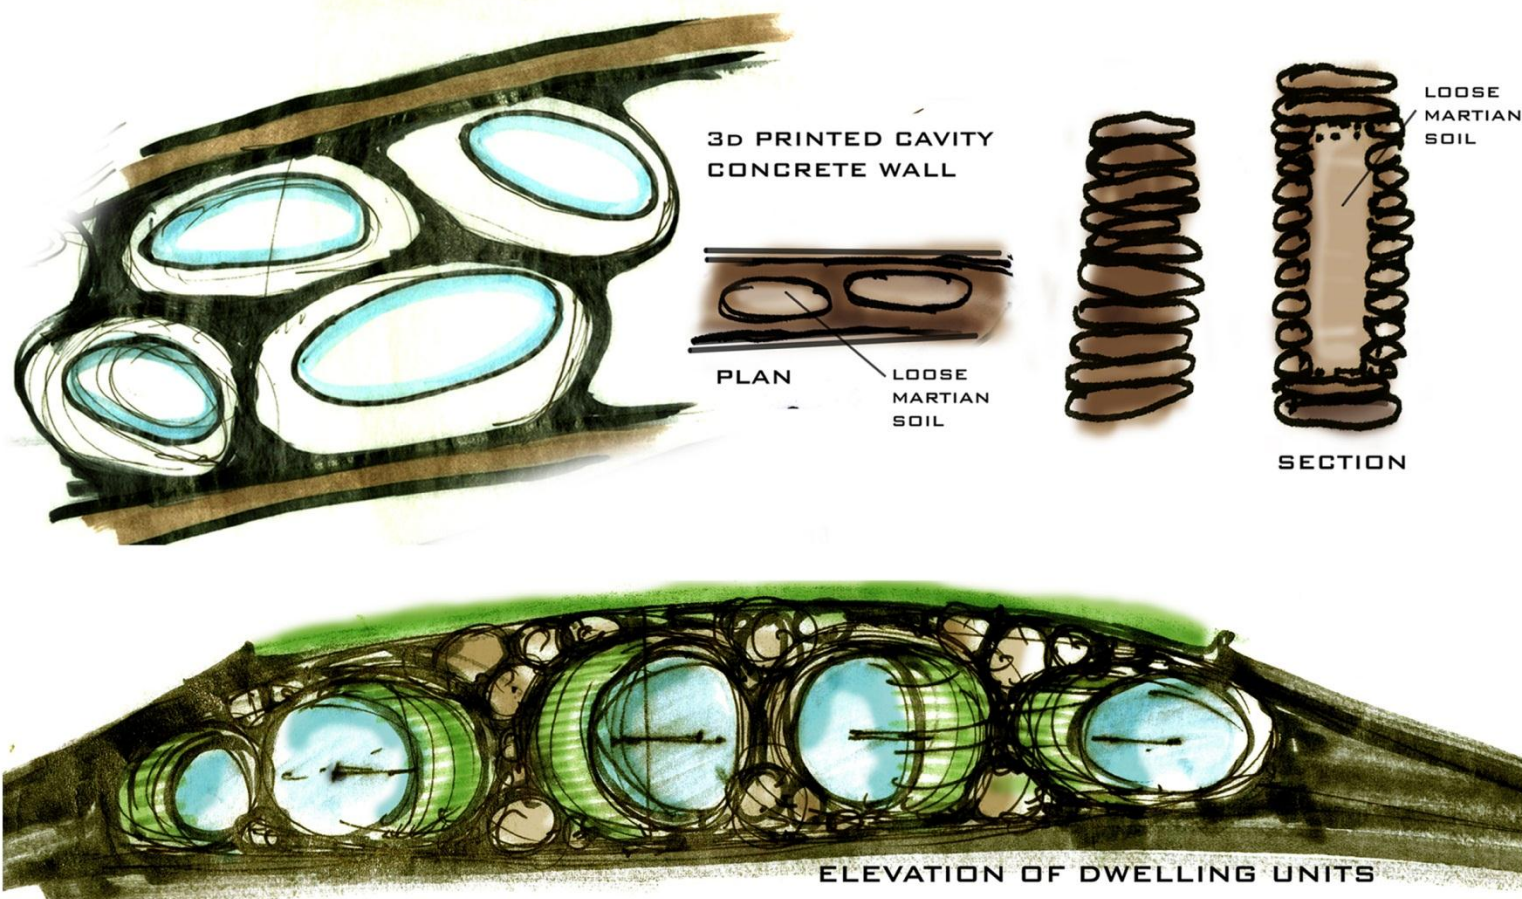 3D PRINTED CAVITY
CONCRETE WALL
PLAN
LOOSE
MARTIAN
SOIL
LOOSE
MARTIAN
SOIL
SECTION
ELEVATION OF DWELLING UNITS